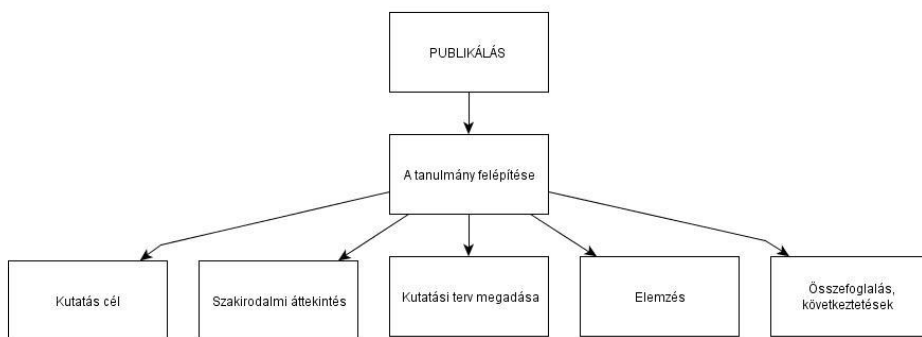 PUBLIKÁLÁS
A tanulmány felépítése
Kutatás cél
Szakirodalmi áttekintés
Kutatási terv megadása
Elemzés
Összefoglalás,
következtetések